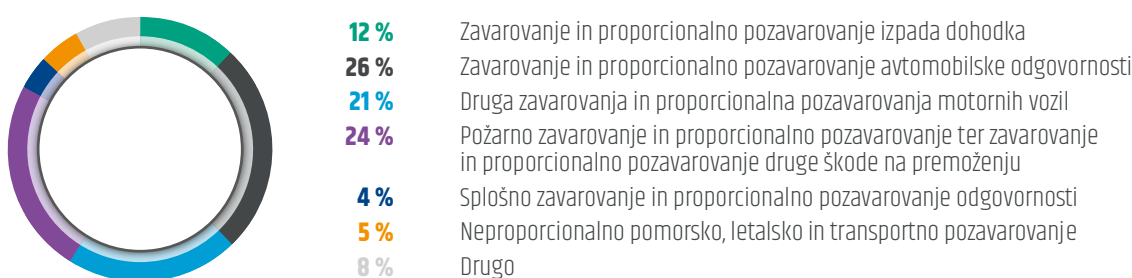 12 % Zavarovanje in proporcionalno pozavarovanje izpada dohodka
26 % Zavarovanje in proporcionalno pozavarovanje avtomobilske odgovornosti
21 % Druga zavarovanja in proporcionalna pozavarovanja motornih vozil
24 % Požarno zavarovanje in proporcionalno pozavarovanje ter zavarovanje
in proporcionalno pozavarovanje druge škode na premoženju
4 % Splošno zavarovanje in proporcionalno pozavarovanje odgovornosti
5 % Neproporcionalno pomorsko, letalsko in transportno pozavarovanje
8 % Drugo